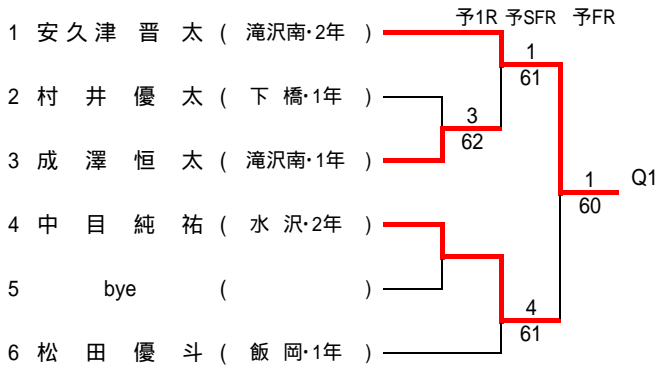 予1R 予SFR 予FR
1 安久津 晋 太 ( 滝沢南・2年 )
1
61
2 村 井 優 太 ( 下 橋・1年 )
3
62
3 成 澤 恒 太 ( 滝沢南・1年 )
1 Q1
60
4 中 目 純 祐 ( 水 沢・2年 )
5 bye ( )
4
61
6 松 田 優 斗 ( 飯 岡・1年 )